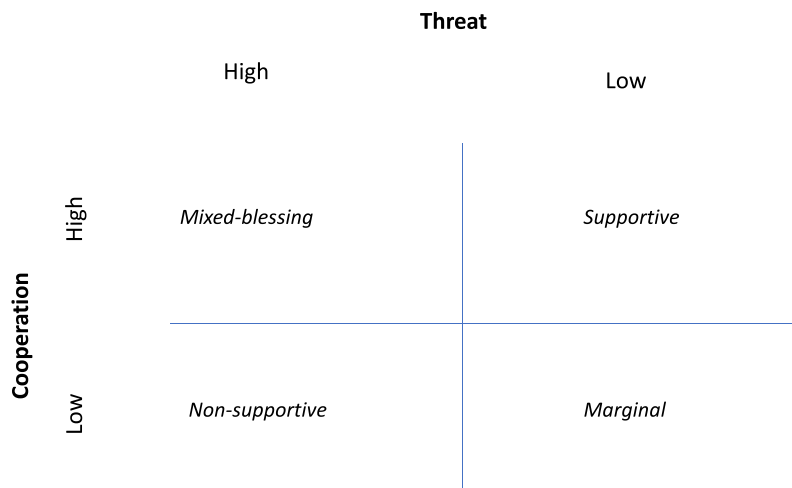 Threat
High
Low
High
Mixed-blessing
Supportive
Cooperation
Low
Non-supportive
Marginal